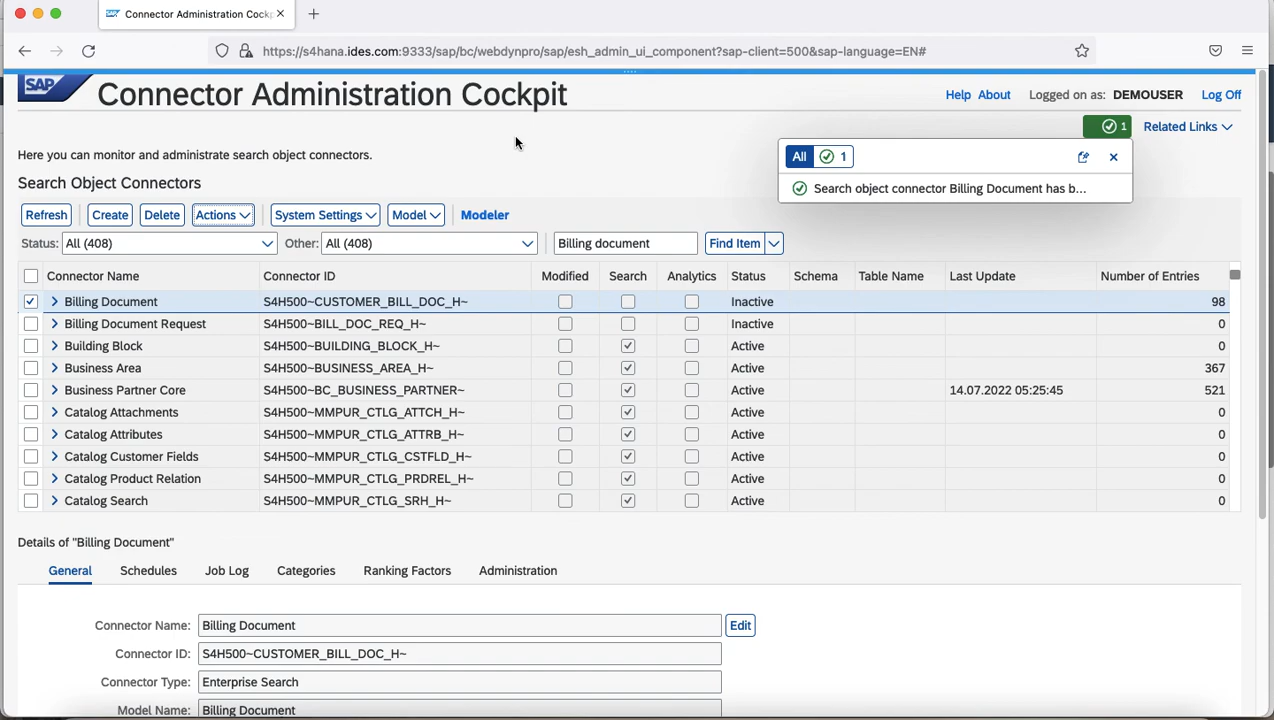 Connector Administration Cockp
https://s4hana.ides.com:9333/sap/bc/webdynpro/sap/esh_admin_ui_component?sap-client=500&sap-language=EN#
SAP Connector Administration Cockpit
Help About Logged on as: DEMOUSER Log Off
1 Related Links
Here you can monitor and administrate search object connectors.
All 1
Search object connector Billing Document has b...
Search Object Connectors
Refresh Create Delete Actions System Settings Model Modeler
Status: All (408) Other: All (408) Billing document Find Item
Connector Name Connector ID Modified Search Analytics Status Schema Table Name Last Update Number of Entries
Billing Document S4H500~CUSTOMER_BILL_DOC_H~ Inactive 98
Billing Document Request S4H500~BILL_DOC_REQ_H~ Inactive 0
Building Block S4H500~BUILDING_BLOCK_H~ Active 0
Business Area S4H500~BUSINESS_AREA_H~ Active 367
Business Partner Core S4H500~BC_BUSINESS_PARTNER~ Active 14.07.2022 05:25:45 521
Catalog Attachments S4H500~MMPUR_CTLG_ATTCH_H~ Active 0
Catalog Attributes S4H500~MMPUR_CTLG_ATTRB_H~ Active 0
Catalog Customer Fields S4H500~MMPUR_CTLG_CSTFLD_H~ Active 0
Catalog Product Relation S4H500~MMPUR_CTLG_PRDREL_H~ Active 0
Catalog Search S4H500~MMPUR_CTLG_SRH_H~ Active 0
Details of "Billing Document"
General Schedules Job Log Categories Ranking Factors Administration
Connector Name: Billing Document Edit
Connector ID: S4H500~CUSTOMER_BILL_DOC_H~
Connector Type: Enterprise Search
Model Name: Billing Document